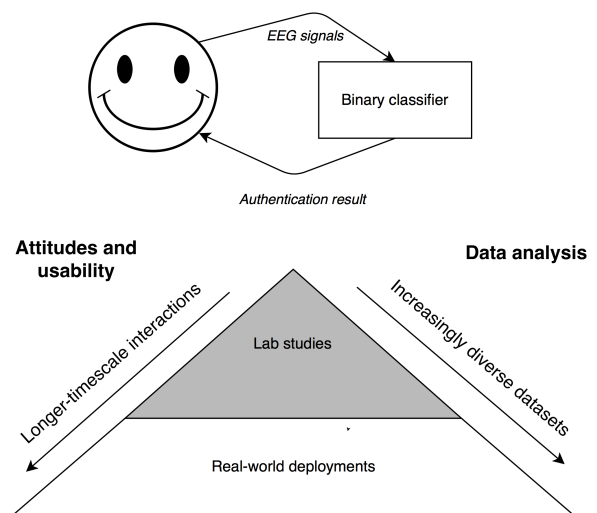 EEG signals
Binary classifier
Authentication result
Attitudes and
usability
Data analysis
Longer-timescale interactions
Increasingly diverse datasets
Lab studies
Real-world deployments